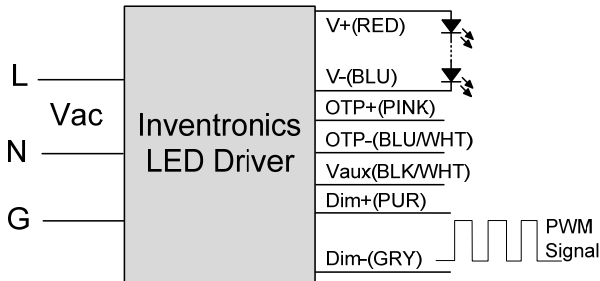 V+(RED)
L
V-(BLU)
Vac
OTP+(PINK)
Inventronics
LED Driver
OTP-(BLU/WHT)
N
Vaux(BLK/WHT)
Dim+(PUR)
G
PWM
Signal
Dim-(GRY)